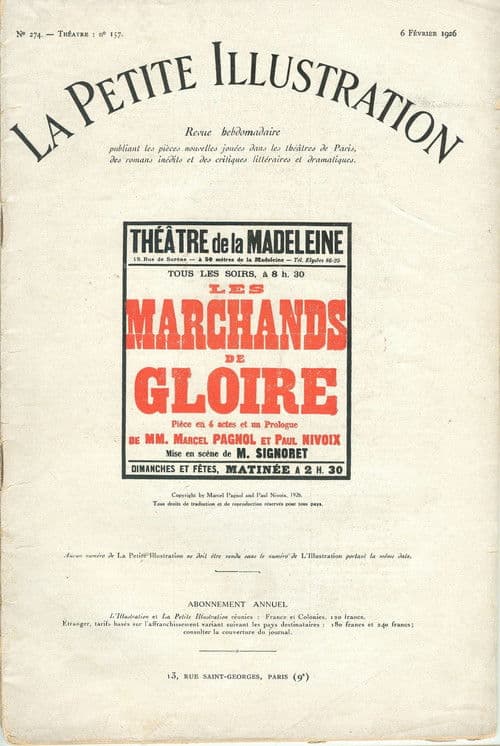 Nº 274. — Théatre : nº 157.
6 Février 1926
La Petite Illustration
Revue hebdomadaire
publiant les pièces nouvelles jouées dans les théâtres de Paris,
des romans inédits et des critiques littéraires et dramatiques.
THÉÂTRE de la MADELEINE
19, Rue de Surène — à 50 mètres de la Madeleine — Tél. Elysées 06-25
TOUS LES SOIRS, à 8 h. 30
LES
MARCHANDS
DE
GLOIRE
Pièce en 4 actes et un Prologue
DE MM. MARCEL PAGNOL ET PAUL NIVOIX
Mise en scène de M. SIGNORET
DIMANCHES ET FÊTES, MATINÉE A 2 H. 30
Copyright by Marcel Pagnol and Paul Nivoix, 1926.
Tous droits de traduction et de reproduction réservés pour tous pays.
Aucun numéro de La Petite Illustration ne doit être vendu sans le numéro de L'Illustration portant la même date.
ABONNEMENT ANNUEL
L'Illustration et La Petite Illustration réunies : France et Colonies, 120 francs.
Etranger, tarifs basés sur l'affranchissement variant suivant les pays destinataires : 180 francs et 240 francs;
consulter la couverture du journal.
13, RUE SAINT-GEORGES, PARIS (9ᵉ)